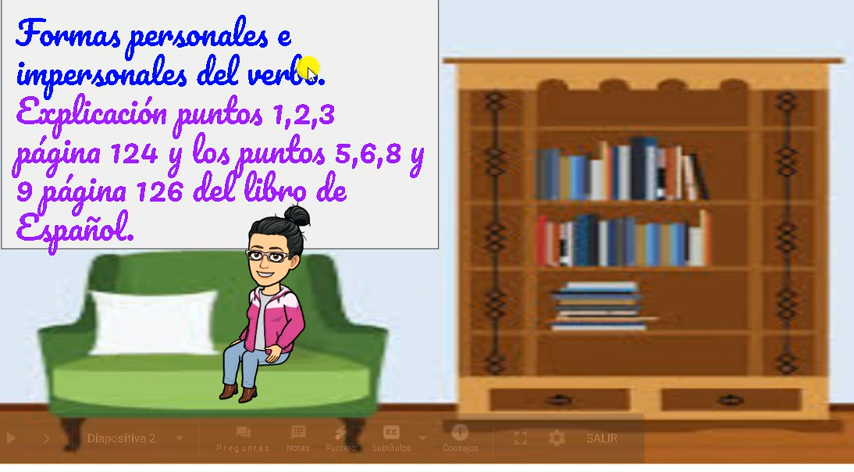 Formas personales e
impersonales del verbo.
Explicación puntos 1,2,3
página 124 y los puntos 5,6,8 y
9 página 126 del libro de
Español.
Diapositiva 2
Preguntas
Notas
Puntero
Subtítulos
Consejos
SALIR